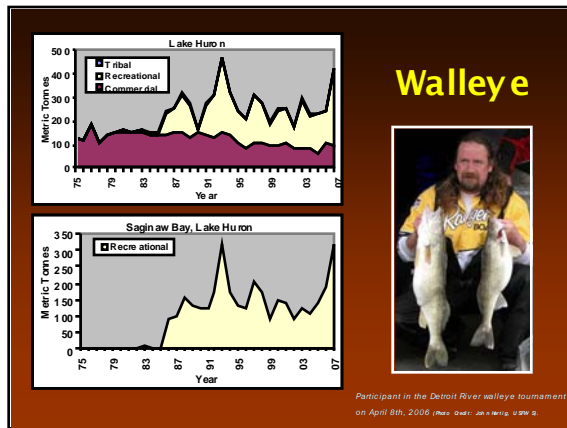 Lake Huron
500
400
300
200
100
0
Metric Tonnes
Tribal
Recreational
Commercial
75 79 83 87 91 95 99 03 07
Year
Saginaw Bay, Lake Huron
350
300
250
200
150
100
50
0
Metric Tonnes
Recreational
75 79 83 87 91 95 99 03 07
Year
Walleye
Participant in the Detroit River walleye tournament
on April 8th, 2006 (Photo Credit: John Hartig, USFWS).